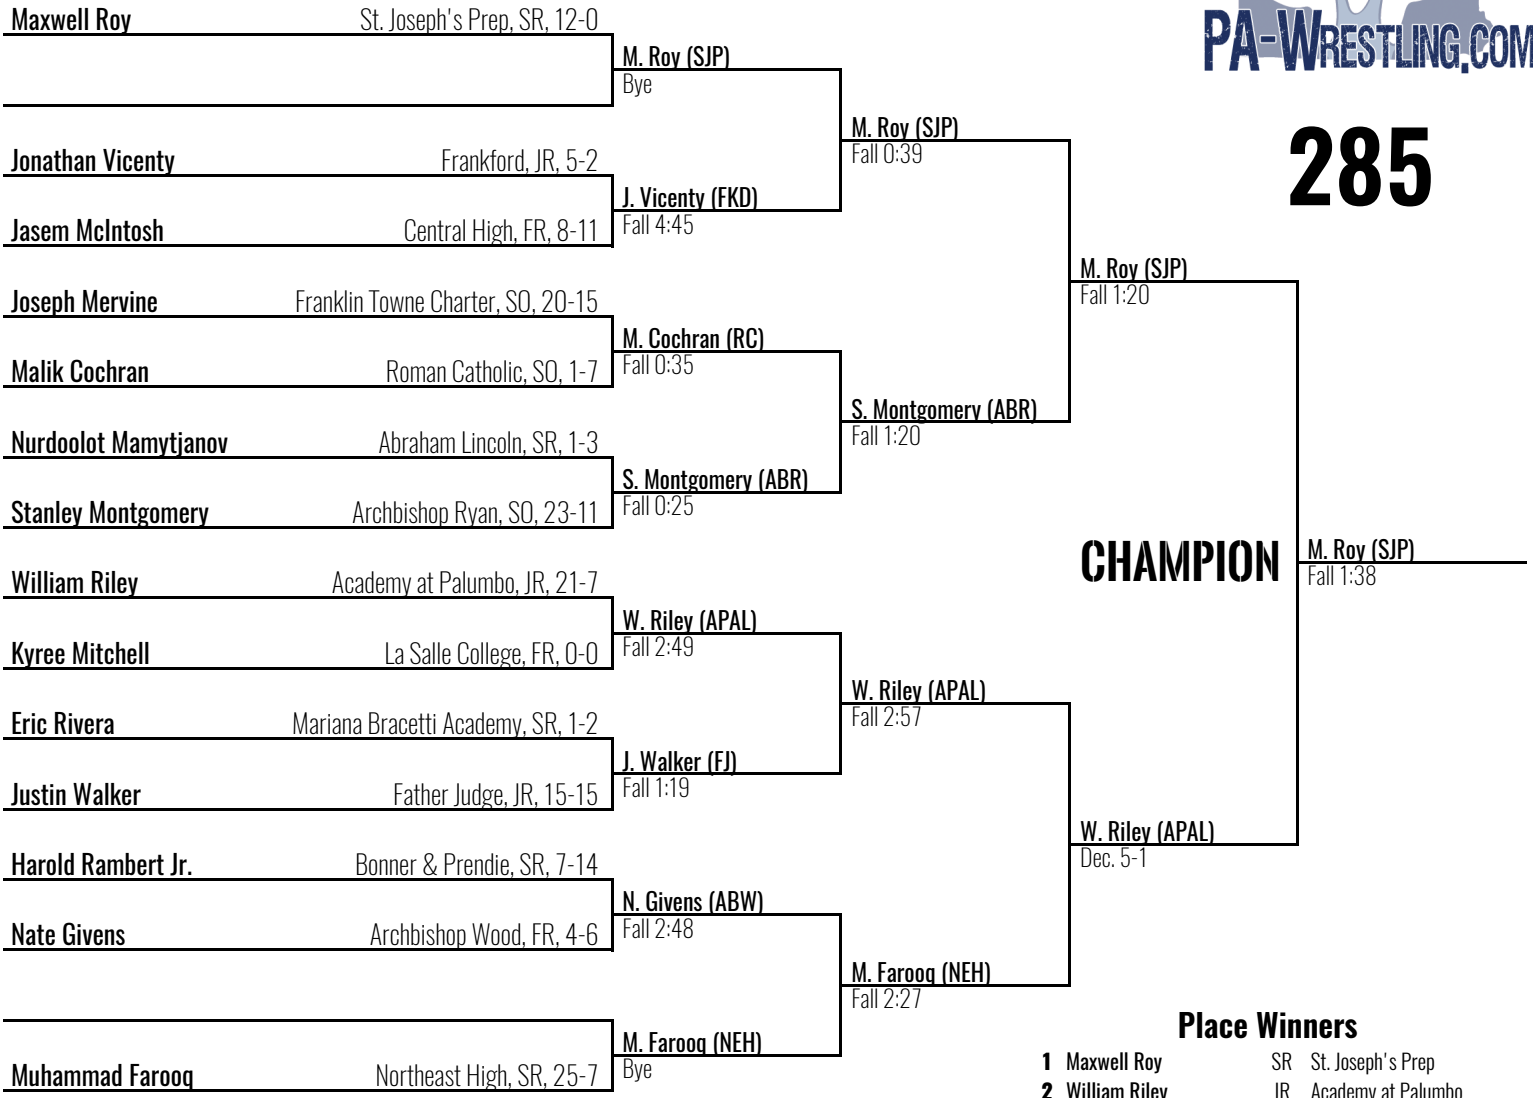 PA-WRESTLING.COM
285
Maxwell Roy St. Joseph's Prep, SR, 12-0
M. Roy (SJP)
Bye
M. Roy (SJP)
Fall 0:39
Jonathan Vicenty Frankford, JR, 5-2
J. Vicenty (FKD)
Fall 4:45
Jasem McIntosh Central High, FR, 8-11
M. Roy (SJP)
Fall 1:20
Joseph Mervine Franklin Towne Charter, SO, 20-15
M. Cochran (RC)
Fall 0:35
Malik Cochran Roman Catholic, SO, 1-7
S. Montgomery (ABR)
Fall 1:20
Nurdoolot Mamytjanov Abraham Lincoln, SR, 1-3
S. Montgomery (ABR)
Fall 0:25
Stanley Montgomery Archbishop Ryan, SO, 23-11
CHAMPION
M. Roy (SJP)
Fall 1:38
William Riley Academy at Palumbo, JR, 21-7
W. Riley (APAL)
Fall 2:49
Kyree Mitchell La Salle College, FR, 0-0
W. Riley (APAL)
Fall 2:57
Eric Rivera Mariana Bracetti Academy, SR, 1-2
J. Walker (FJ)
Fall 1:19
Justin Walker Father Judge, JR, 15-15
W. Riley (APAL)
Dec. 5-1
Harold Rambert Jr. Bonner & Prendie, SR, 7-14
N. Givens (ABW)
Fall 2:48
Nate Givens Archbishop Wood, FR, 4-6
M. Farooq (NEH)
Fall 2:27
M. Farooq (NEH)
Bye
Muhammad Farooq Northeast High, SR, 25-7
Place Winners
1 Maxwell Roy SR St. Joseph's Prep
2 William Riley JR Academy at Palumbo